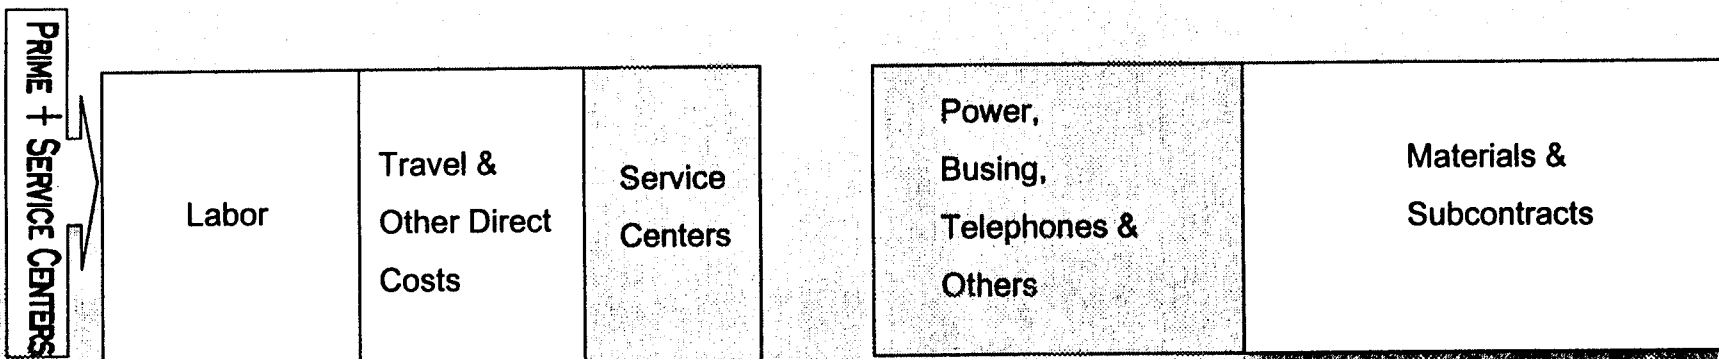 PRIME + SERVICE CENTERS
Labor
Travel &
Other Direct
Costs
Service
Centers
Power,
Busing,
Telephones &
Others
Materials &
Subcontracts